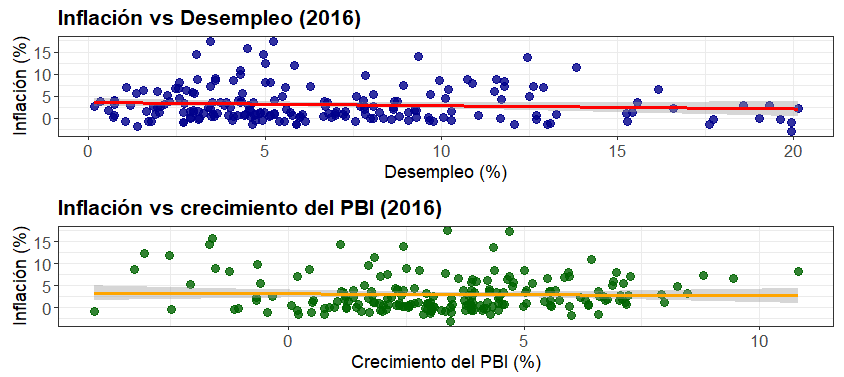 Inflación vs Desempleo (2016)
Inflación (%)
15
10
5
0
0 5 10 15 20
Desempleo (%)
Inflación vs crecimiento del PBI (2016)
Inflación (%)
15
10
5
0
0 5 10
Crecimiento del PBI (%)